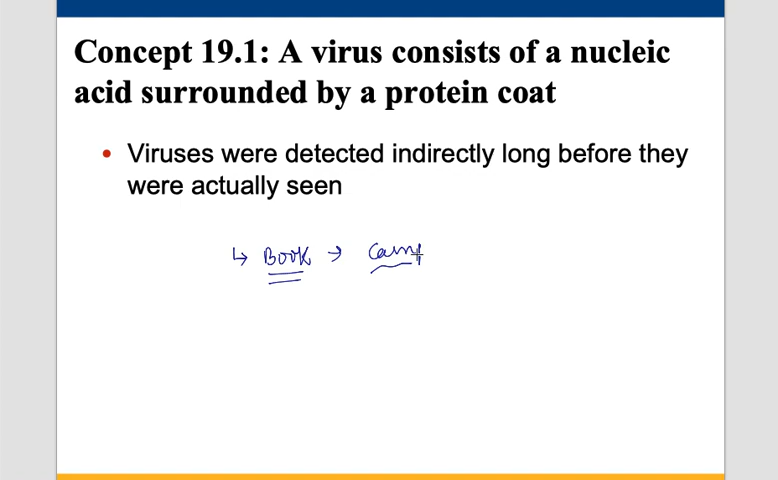 Concept 19.1: A virus consists of a nucleic
acid surrounded by a protein coat
• Viruses were detected indirectly long before they
were actually seen
↳ Book →